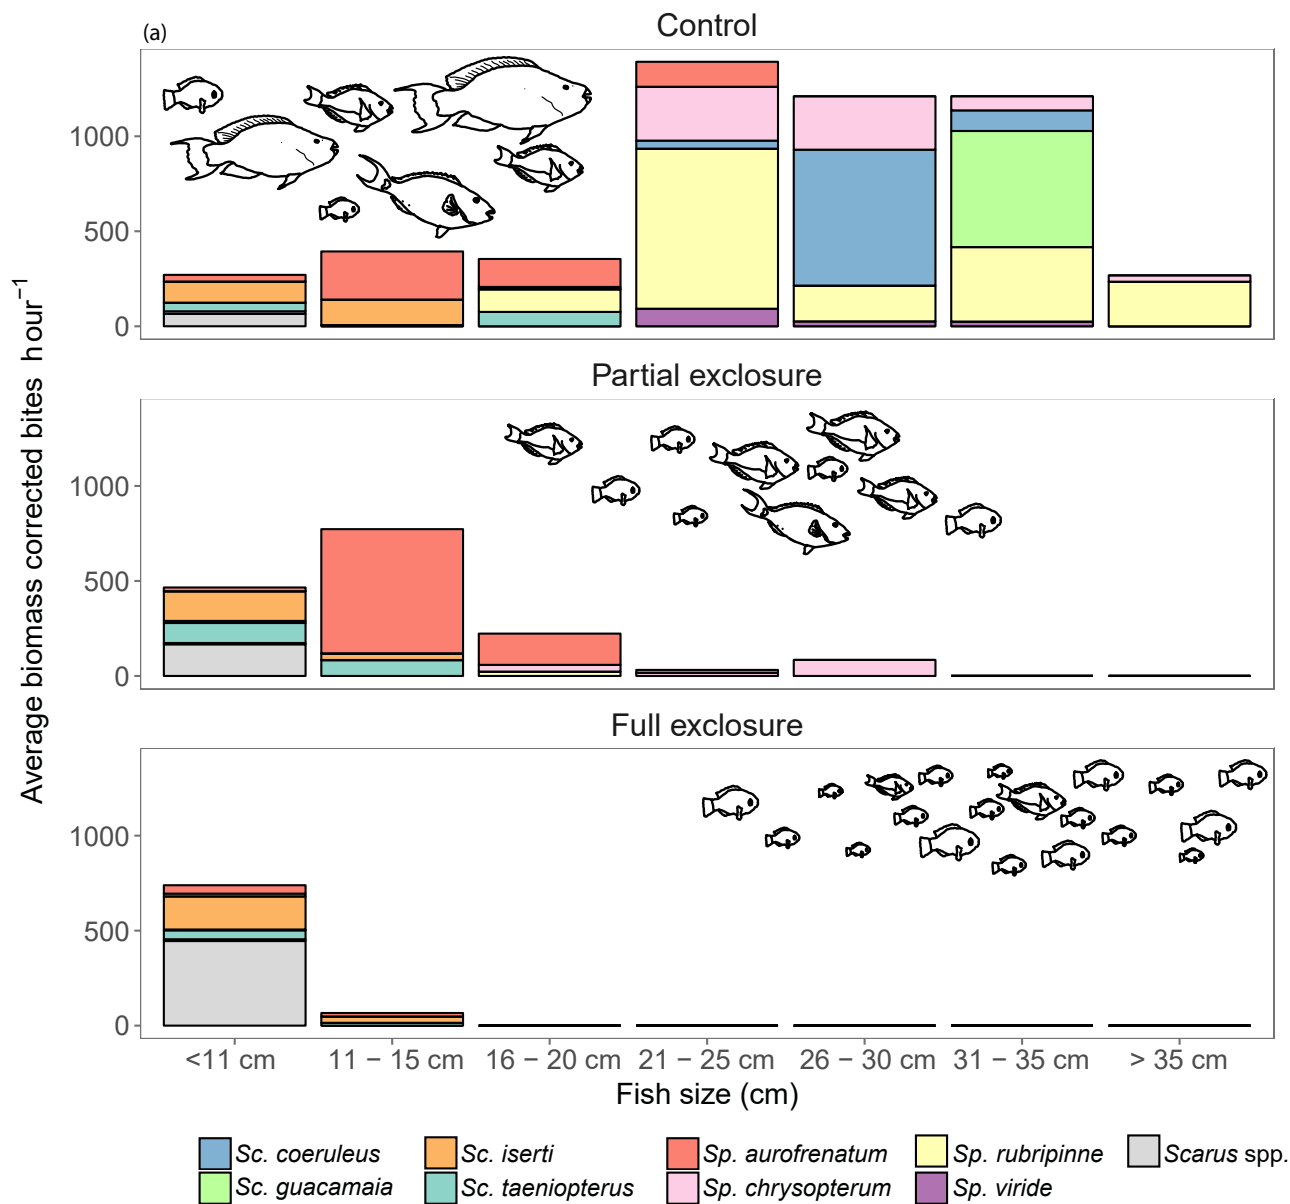 (a)
Control
1000
500
0
Partial exclosure
1000
500
0
Full exclosure
1000
500
0
Average biomass corrected bites hour⁻¹
<11 cm 11 – 15 cm 16 – 20 cm 21 – 25 cm 26 – 30 cm 31 – 35 cm > 35 cm
Fish size (cm)
Sc. coeruleus Sc. iserti Sp. aurofrenatum Sp. rubripinne Scarus spp.
Sc. guacamaia Sc. taeniopterus Sp. chrysopterum Sp. viride